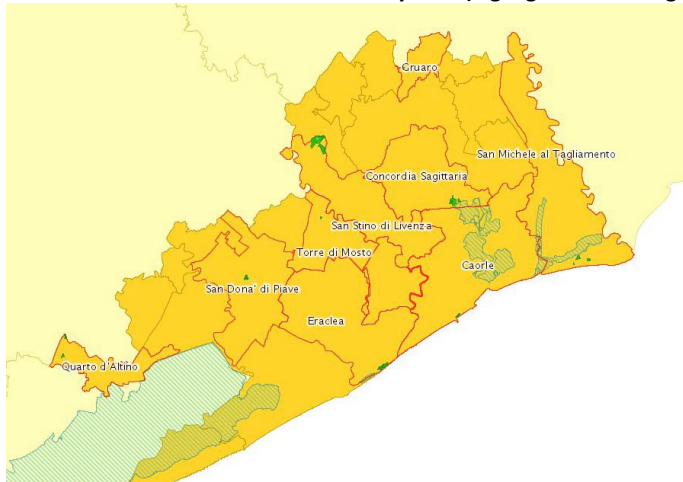 Gruaro
San Michele al Tagliamento
Concordia Sagittaria
San Stino di Livenza
Torre di Mosto
Caorle
San Dona' di Piave
Eraclea
Quarto d'Altino